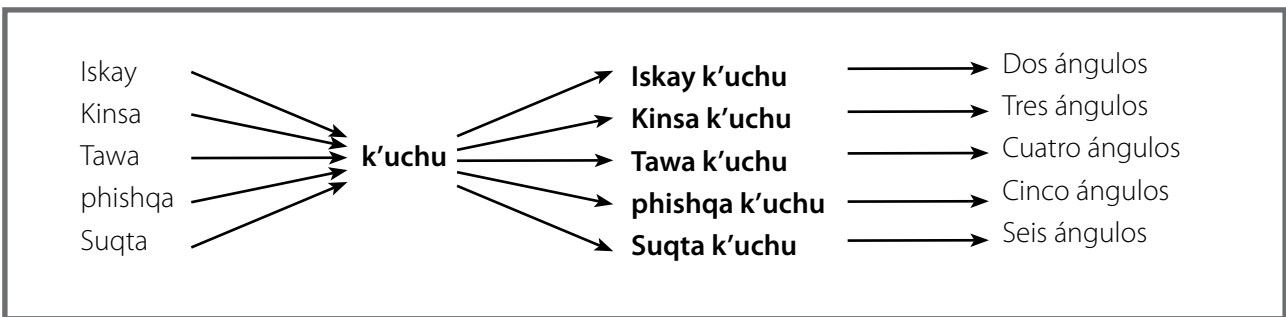 Iskay
Kinsa
Tawa
phishqa
Suqta
k’uchu
Iskay k’uchu
Kinsa k’uchu
Tawa k’uchu
phishqa k’uchu
Suqta k’uchu
Dos ángulos
Tres ángulos
Cuatro ángulos
Cinco ángulos
Seis ángulos